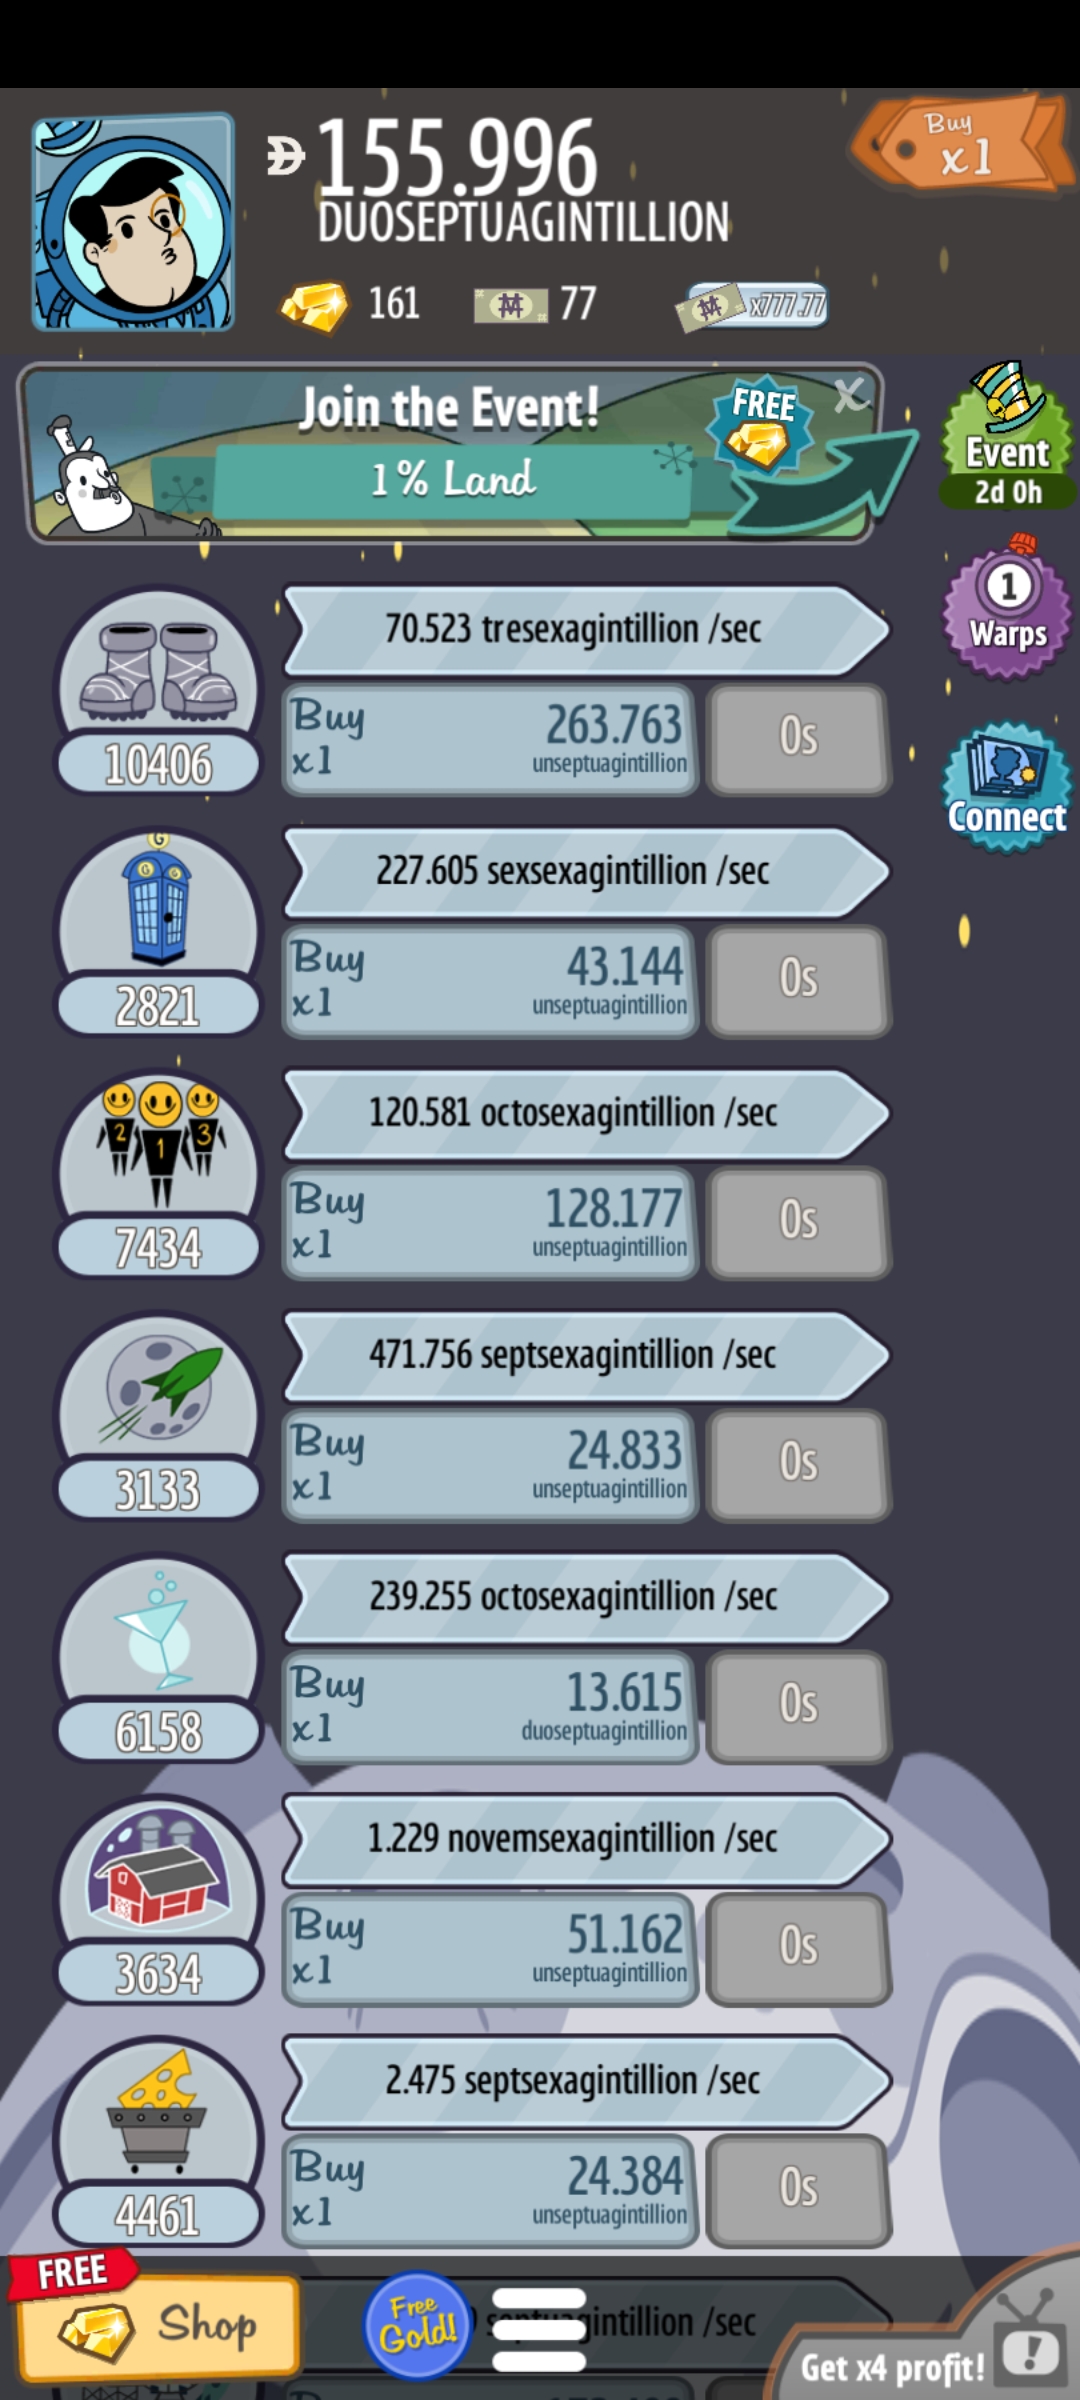 Buy
x1
155.996
DUOSEPTUAGINTILLION
161
77
x777.77
Join the Event!
FREE
X
1% Land
Event
2d 0h
1
Warps
Connect
70.523 tresexagintillion /sec
Buy
x1
263.763
unseptuagintillion
0s
10406
G
G G
227.605 sexsexagintillion /sec
Buy
x1
43.144
unseptuagintillion
0s
2821
2 1 3
120.581 octosexagintillion /sec
Buy
x1
128.177
unseptuagintillion
0s
7434
471.756 septsexagintillion /sec
Buy
x1
24.833
unseptuagintillion
0s
3133
239.255 octosexagintillion /sec
Buy
x1
13.615
duoseptuagintillion
0s
6158
1.229 novemsexagintillion /sec
Buy
x1
51.162
unseptuagintillion
0s
3634
2.475 septsexagintillion /sec
Buy
x1
24.384
unseptuagintillion
0s
4461
FREE
Shop
Free
Gold!
septuagintillion /sec
Get x4 profit!
!